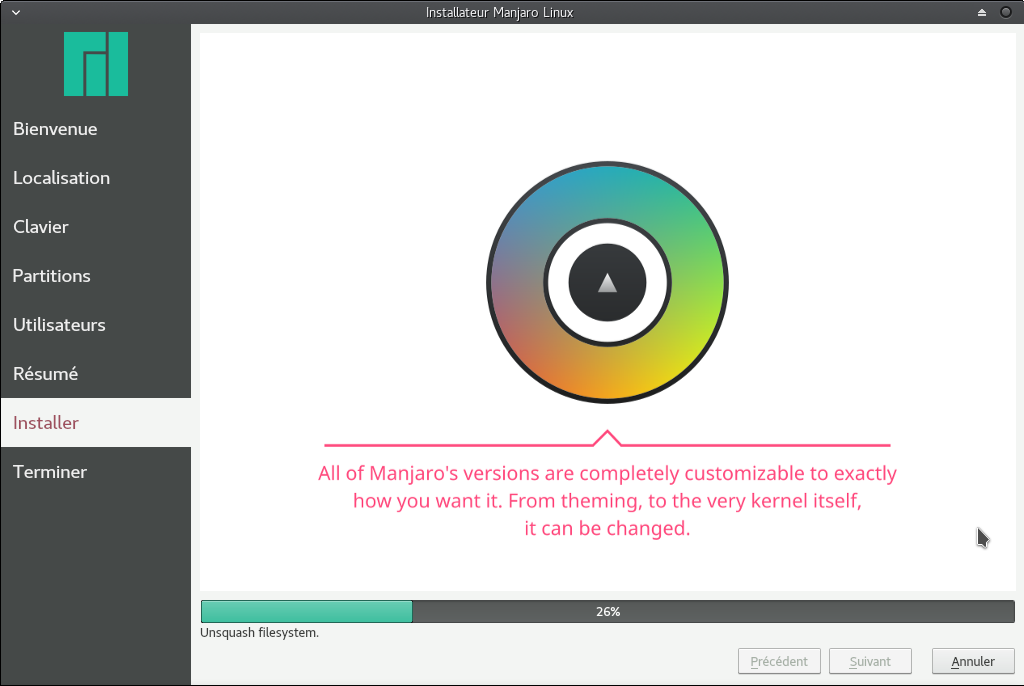 Installateur Manjaro Linux
Bienvenue
Localisation
Clavier
Partitions
Utilisateurs
Résumé
Installer
Terminer
All of Manjaro's versions are completely customizable to exactly
how you want it. From theming, to the very kernel itself,
it can be changed.
26%
Unsquash filesystem.
Précédent
Suivant
Annuler